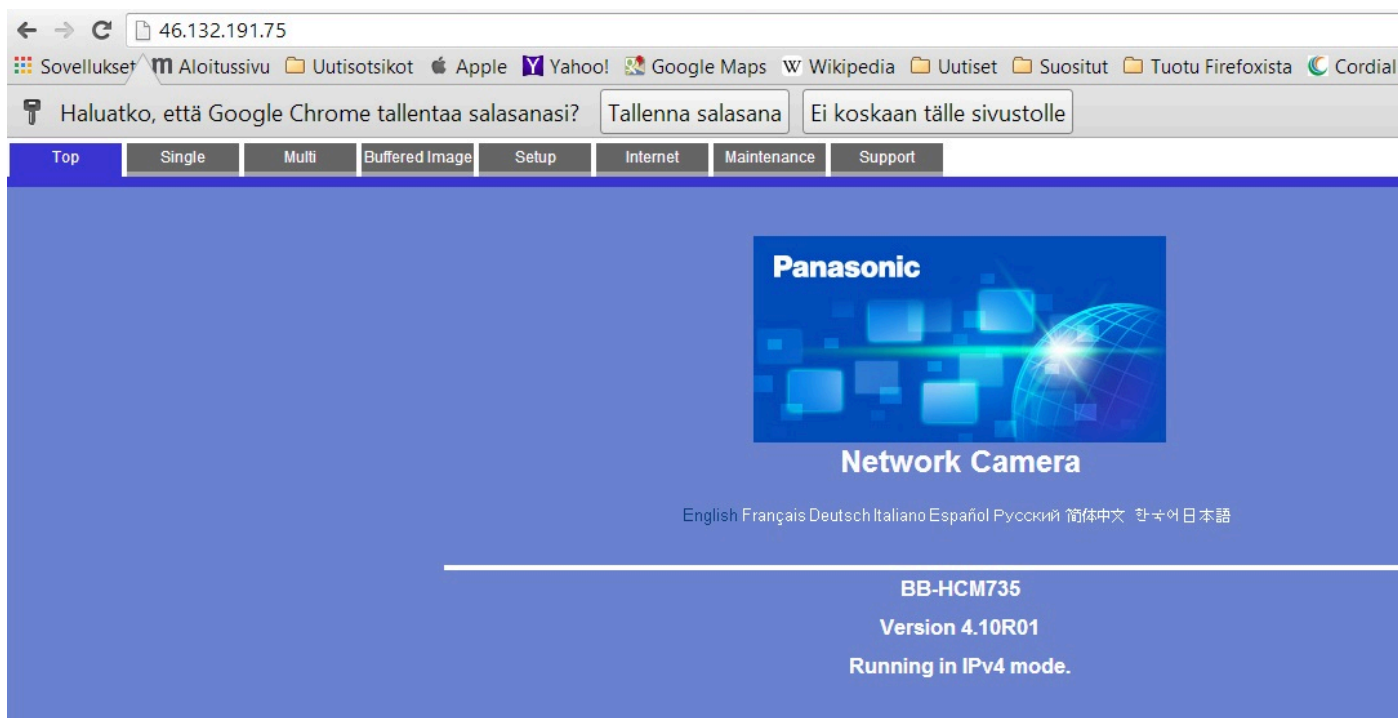 46.132.191.75
Sovellukset Aloitussivu Uutisotsikot Apple Yahoo! Google Maps W Wikipedia Uutiset Suositut Tuotu Firefoxista Cordial
Haluatko, että Google Chrome tallentaa salasanasi? Tallenna salasana Ei koskaan tälle sivustolle
Top Single Multi Buffered Image Setup Internet Maintenance Support
Panasonic
Network Camera
English Français Deutsch Italiano Español Русский 简体中文 한국어 日本語
BB-HCM735
Version 4.10R01
Running in IPv4 mode.